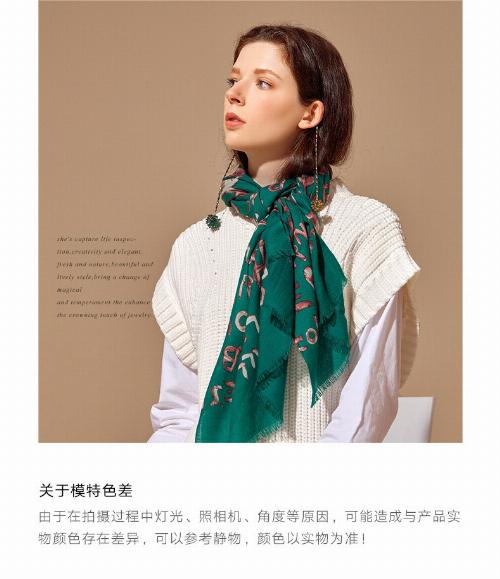 she's capture life inspec-
tion,creativity and elegant.
fresh and nature,beautiful and
lively style,bring a change of
magical
and temperament the enhance
the crowning touch of jewelry.
关于模特色差
由于在拍摄过程中灯光、照相机、角度等原因，可能造成与产品实
物颜色存在差异，可以参考静物，颜色以实物为准！